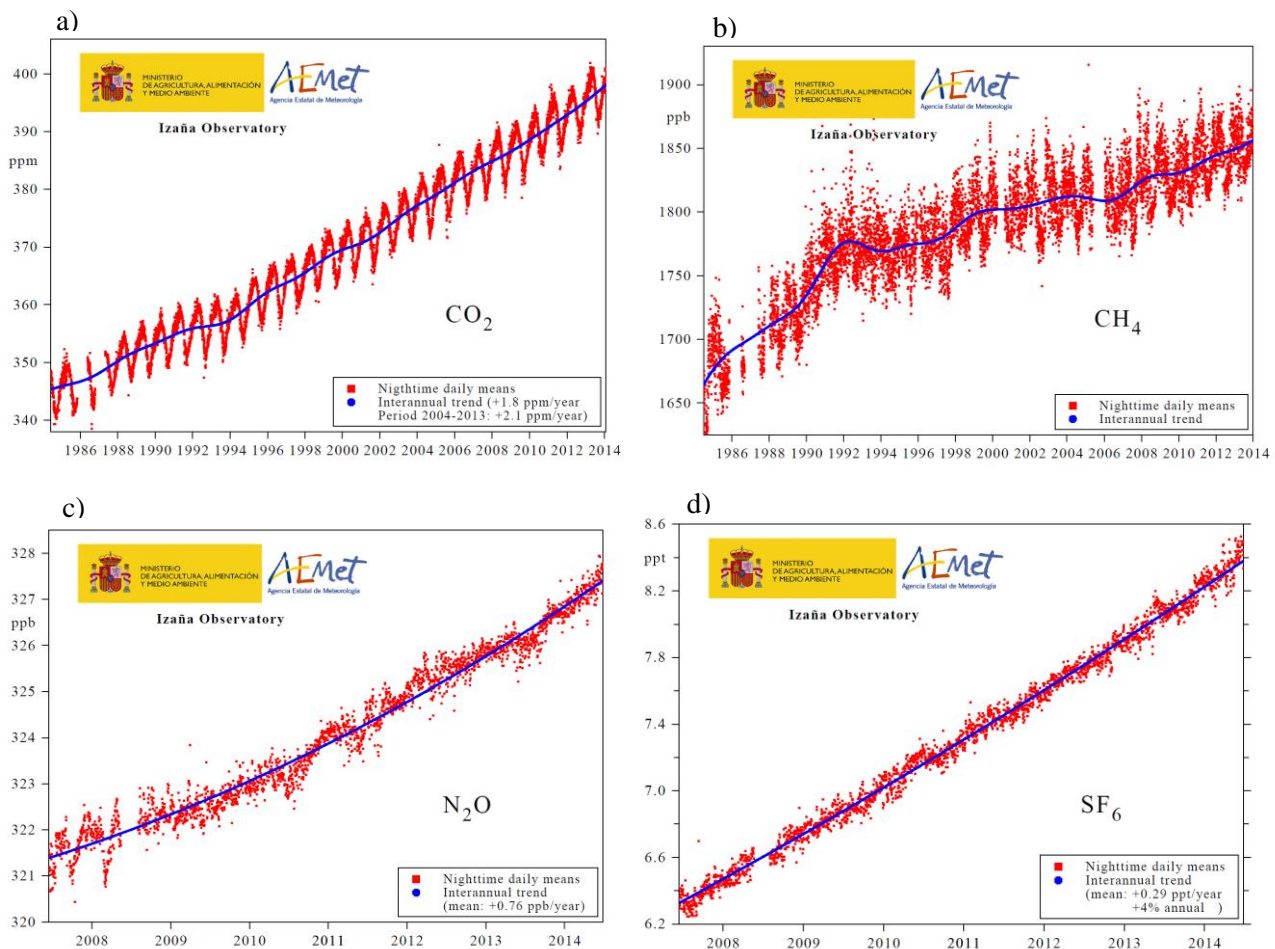 a)
MINISTERIO
DE AGRICULTURA, ALIMENTACIÓN
Y MEDIO AMBIENTE
AEMet
Agencia Estatal de Meteorología
Izaña Observatory
400
390
ppm
380
370
360
350
340
CO2
Nigthtime daily means
Interannual trend (+1.8 ppm/year
Period 2004-2013: +2.1 ppm/year)
1986 1988 1990 1992 1994 1996 1998 2000 2002 2004 2006 2008 2010 2012 2014
b)
MINISTERIO
DE AGRICULTURA, ALIMENTACIÓN
Y MEDIO AMBIENTE
AEMet
Agencia Estatal de Meteorología
Izaña Observatory
1900
ppb
1850
1800
1750
1700
1650
CH4
Nighttime daily means
Interannual trend
1986 1988 1990 1992 1994 1996 1998 2000 2002 2004 2006 2008 2010 2012 2014
c)
MINISTERIO
DE AGRICULTURA, ALIMENTACIÓN
Y MEDIO AMBIENTE
AEMet
Agencia Estatal de Meteorología
Izaña Observatory
328
327
ppb
326
325
324
323
322
321
320
N2O
Nighttime daily means
Interannual trend
(mean: +0.76 ppb/year)
2008 2009 2010 2011 2012 2013 2014
d)
MINISTERIO
DE AGRICULTURA, ALIMENTACIÓN
Y MEDIO AMBIENTE
AEMet
Agencia Estatal de Meteorología
Izaña Observatory
8.6
ppt
8.2
7.8
7.4
7.0
6.6
6.2
SF6
Nighttime daily means
Interannual trend
(mean: +0.29 ppt/year
+4% annual )
2008 2009 2010 2011 2012 2013 2014